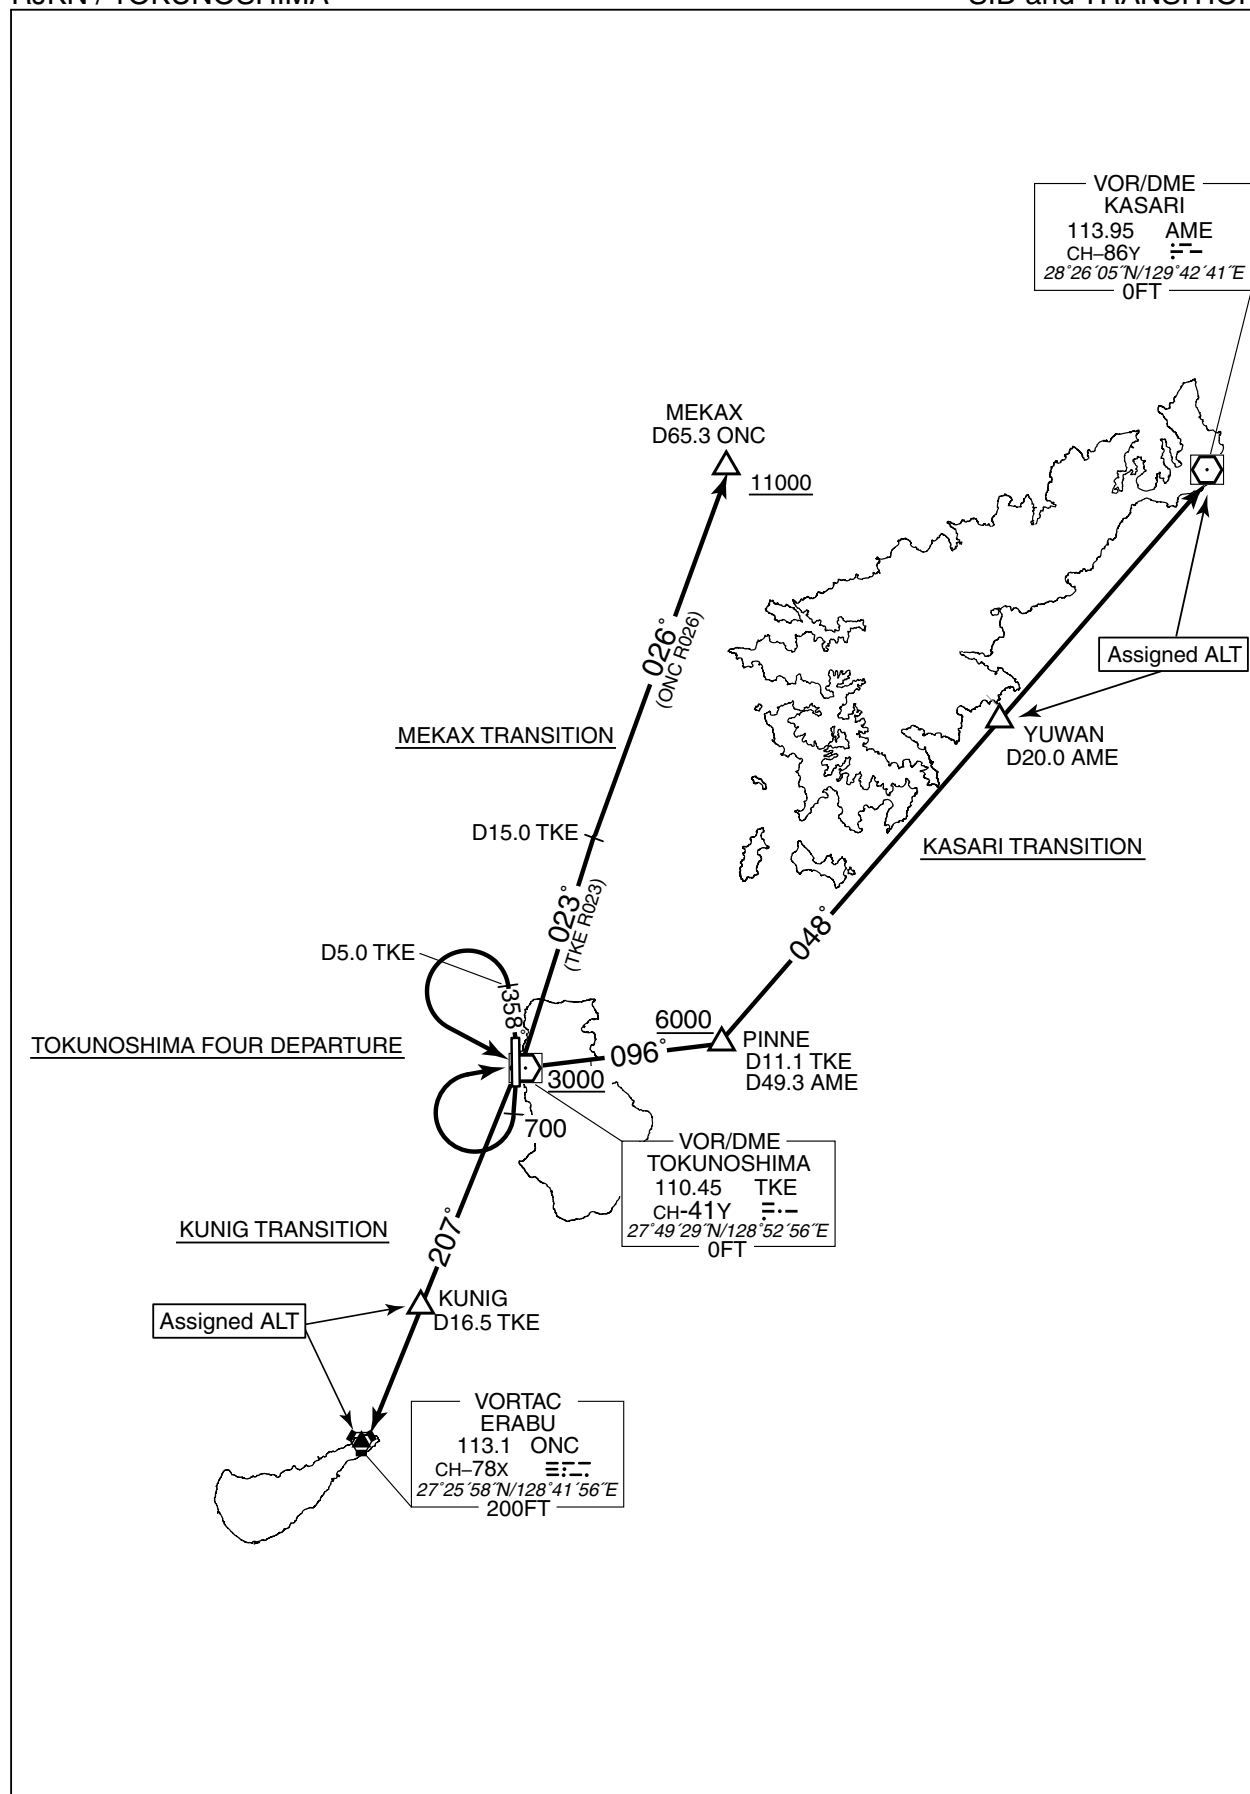 RJKN / TOKUNOSHIMA
SID and TRANSITION
VOR/DME
KASARI
113.95 AME
CH–86Y
28°26´05˝N/129°42´41˝E
0FT
MEKAX
D65.3 ONC
11000
026°
(ONC R026)
Assigned ALT
MEKAX TRANSITION
YUWAN
D20.0 AME
D15.0 TKE
KASARI TRANSITION
023°
(TKE R023)
048°
D5.0 TKE
358°
6000
TOKUNOSHIMA FOUR DEPARTURE
PINNE
D11.1 TKE
D49.3 AME
096°
3000
700
VOR/DME
TOKUNOSHIMA
110.45 TKE
CH-41Y
27°49´29˝N/128°52´56˝E
0FT
KUNIG TRANSITION
207°
KUNIG
D16.5 TKE
Assigned ALT
VORTAC
ERABU
113.1 ONC
CH–78X
27°25´58˝N/128°41´56˝E
200FT